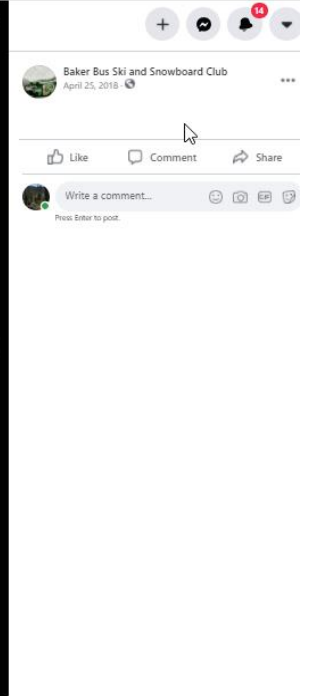 14
Baker Bus Ski and Snowboard Club
April 25, 2018 ·
Like Comment Share
Write a comment... GIF
Press Enter to post.